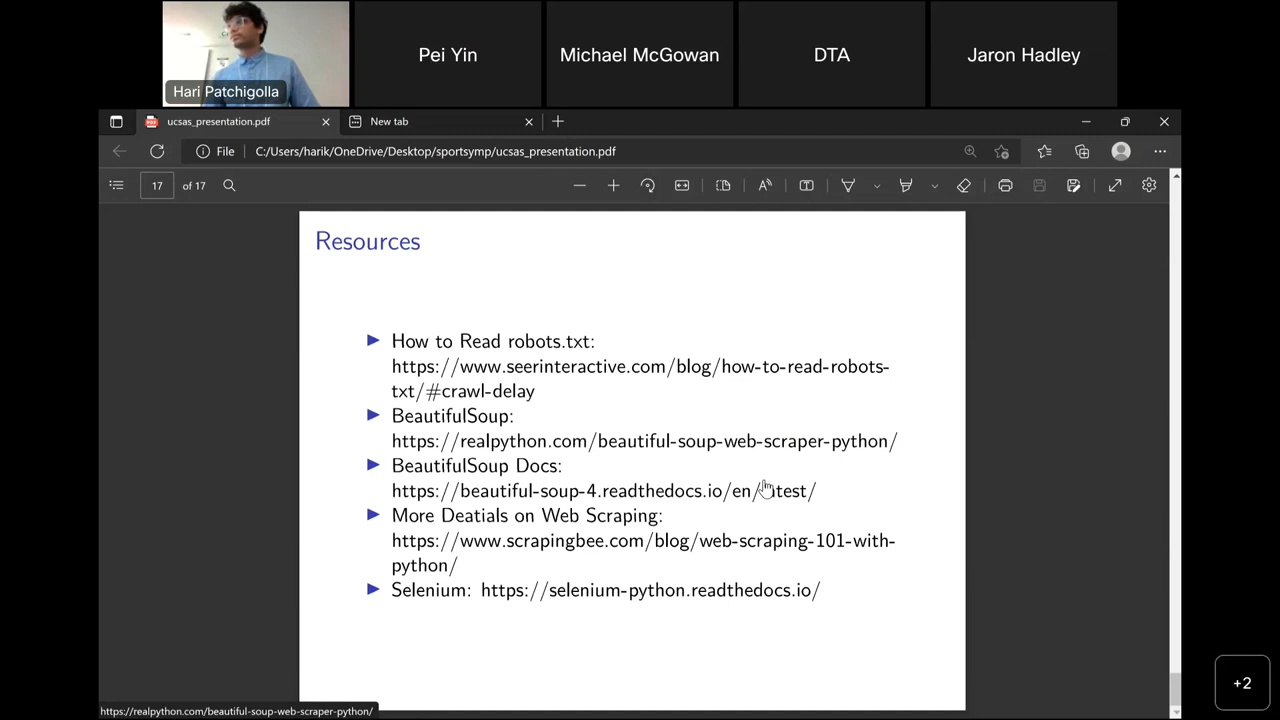 Hari Patchigolla
Pei Yin
Michael McGowan
DTA
Jaron Hadley
ucsas_presentation.pdf
New tab
File
C:/Users/harik/OneDrive/Desktop/sportsymp/ucsas_presentation.pdf
17 of 17
Resources
How to Read robots.txt:
https://www.seerinteractive.com/blog/how-to-read-robots-
txt/#crawl-delay
BeautifulSoup:
https://realpython.com/beautiful-soup-web-scraper-python/
BeautifulSoup Docs:
https://beautiful-soup-4.readthedocs.io/en/latest/
More Deatials on Web Scraping:
https://www.scrapingbee.com/blog/web-scraping-101-with-
python/
Selenium: https://selenium-python.readthedocs.io/
+2
https://realpython.com/beautiful-soup-web-scraper-python/